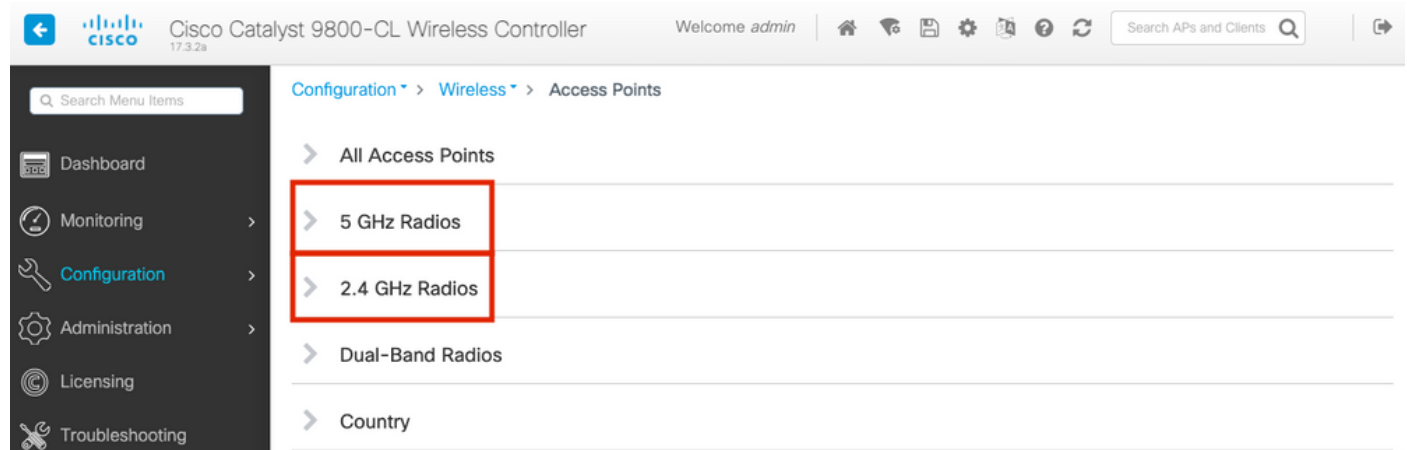 CISCO
Cisco Catalyst 9800-CL Wireless Controller
17.3.2a
Welcome admin
Search APs and Clients
Search Menu Items
Dashboard
Monitoring
Configuration
Administration
Licensing
Troubleshooting
Configuration > Wireless > Access Points
All Access Points
5 GHz Radios
2.4 GHz Radios
Dual-Band Radios
Country